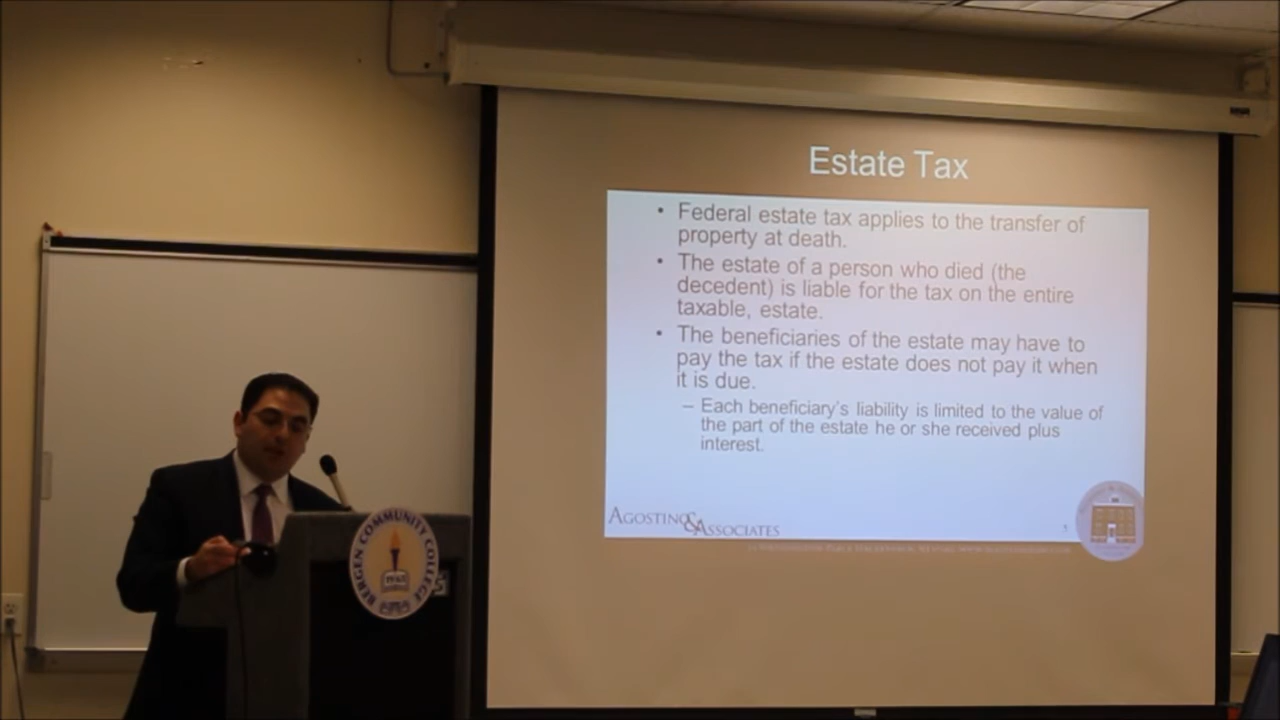 Estate Tax
• Federal estate tax applies to the transfer of
property at death.
• The estate of a person who died (the
decedent) is liable for the tax on the entire
taxable, estate.
• The beneficiaries of the estate may have to
pay the tax if the estate does not pay it when
it is due.
– Each beneficiary's liability is limited to the value of
the part of the estate he or she received plus
interest.
AGOSTINO & ASSOCIATES
BERGEN COMMUNITY COLLEGE